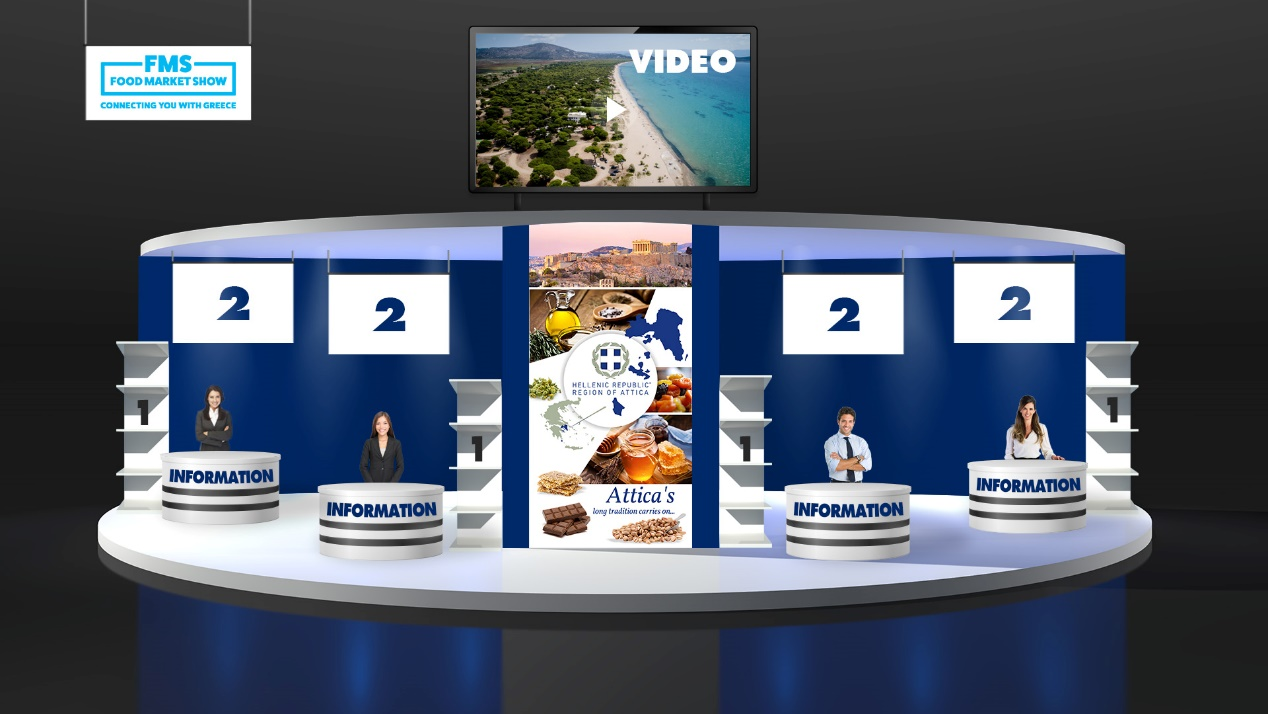 FMS
FOOD MARKET SHOW
CONNECTING YOU WITH GREECE
VIDEO
2
2
2
2
HELLENIC REPUBLIC
REGION OF ATTICA
1
1
1
1
INFORMATION
INFORMATION
INFORMATION
INFORMATION
Attica's
long tradition carries on...